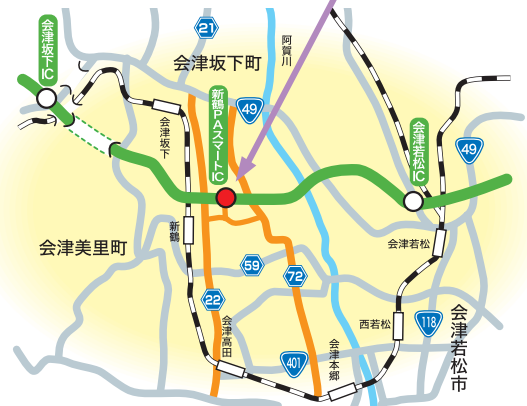 会津坂下IC
21
阿賀川
会津坂下町
新鶴PAスマートIC
49
会津坂下
会津若松IC
49
新鶴
会津美里町
会津若松
59
72
22
会津高田
西若松
118
会津若松市
会津本郷
401